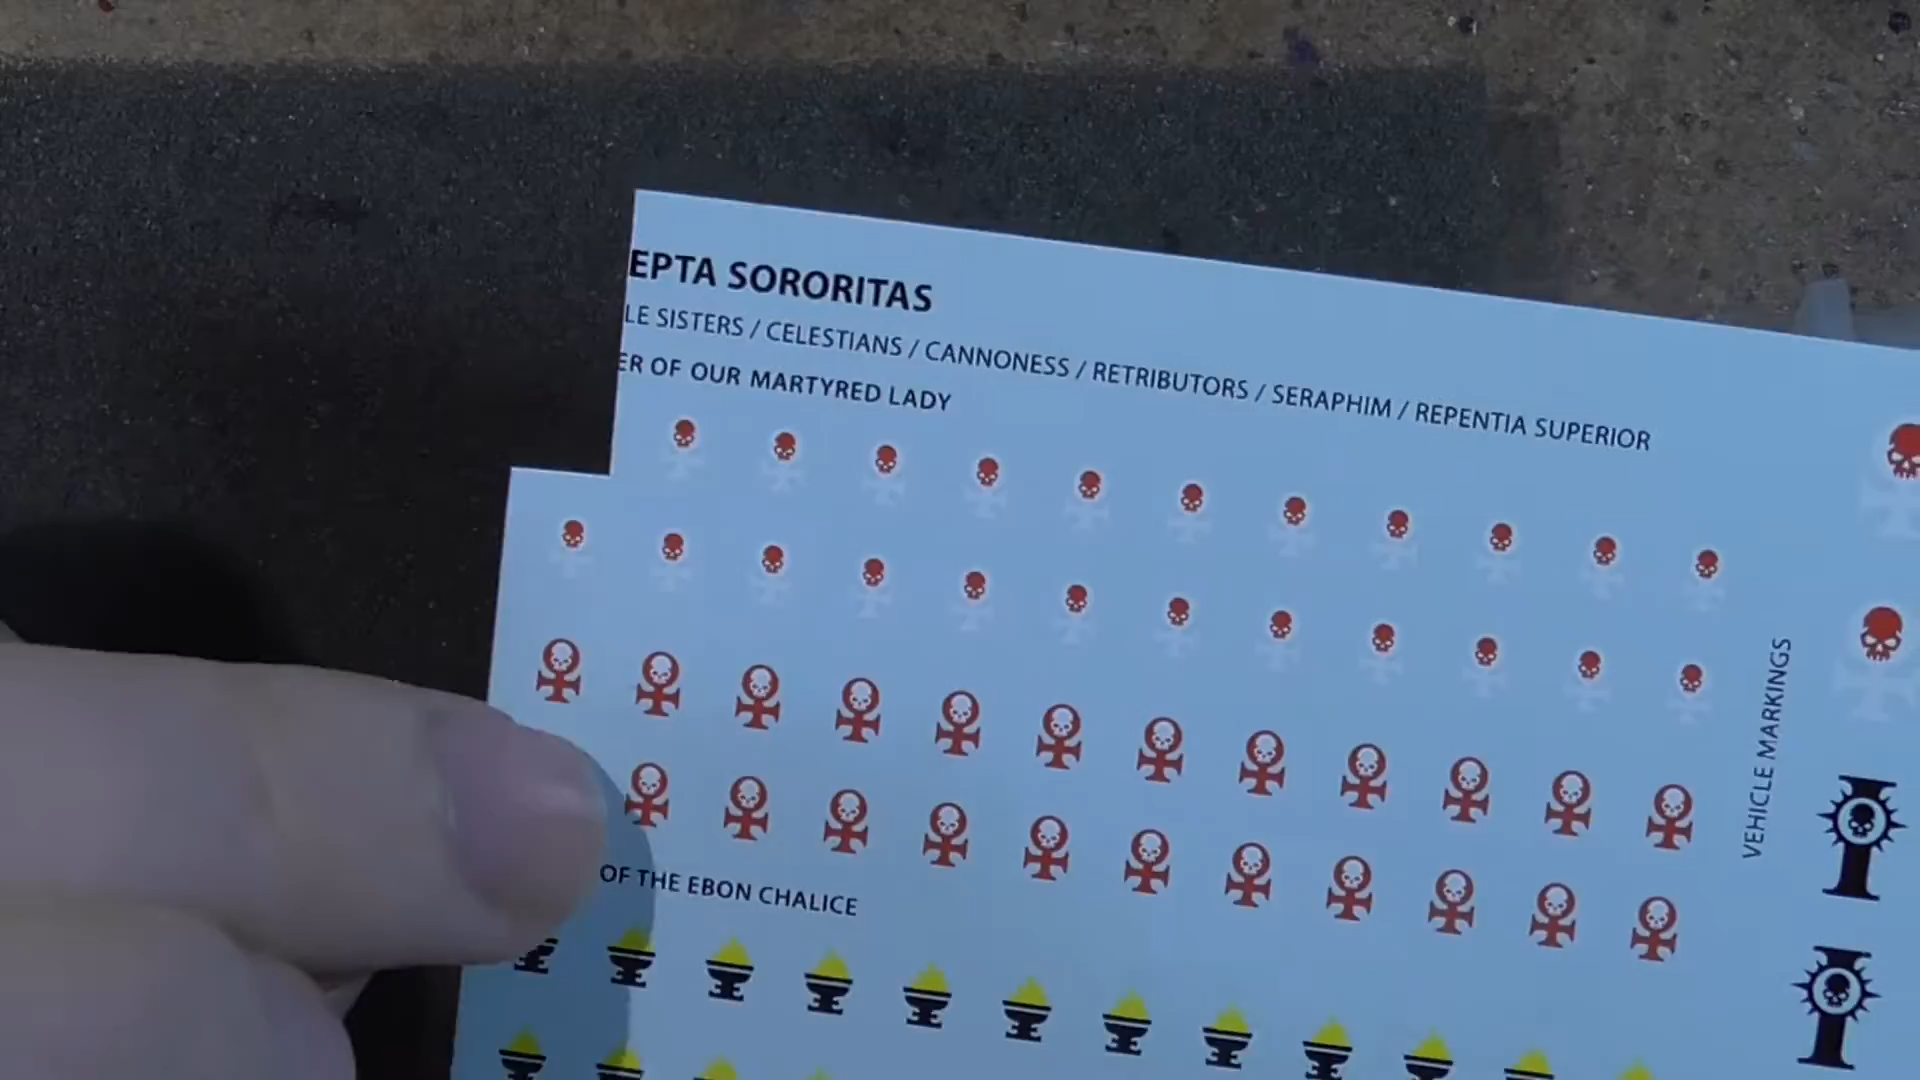 EPTA SORORITAS
LE SISTERS / CELESTIANS / CANNONESS / RETRIBUTORS / SERAPHIM / REPENTIA SUPERIOR
ER OF OUR MARTYRED LADY
VEHICLE MARKINGS
OF THE EBON CHALICE